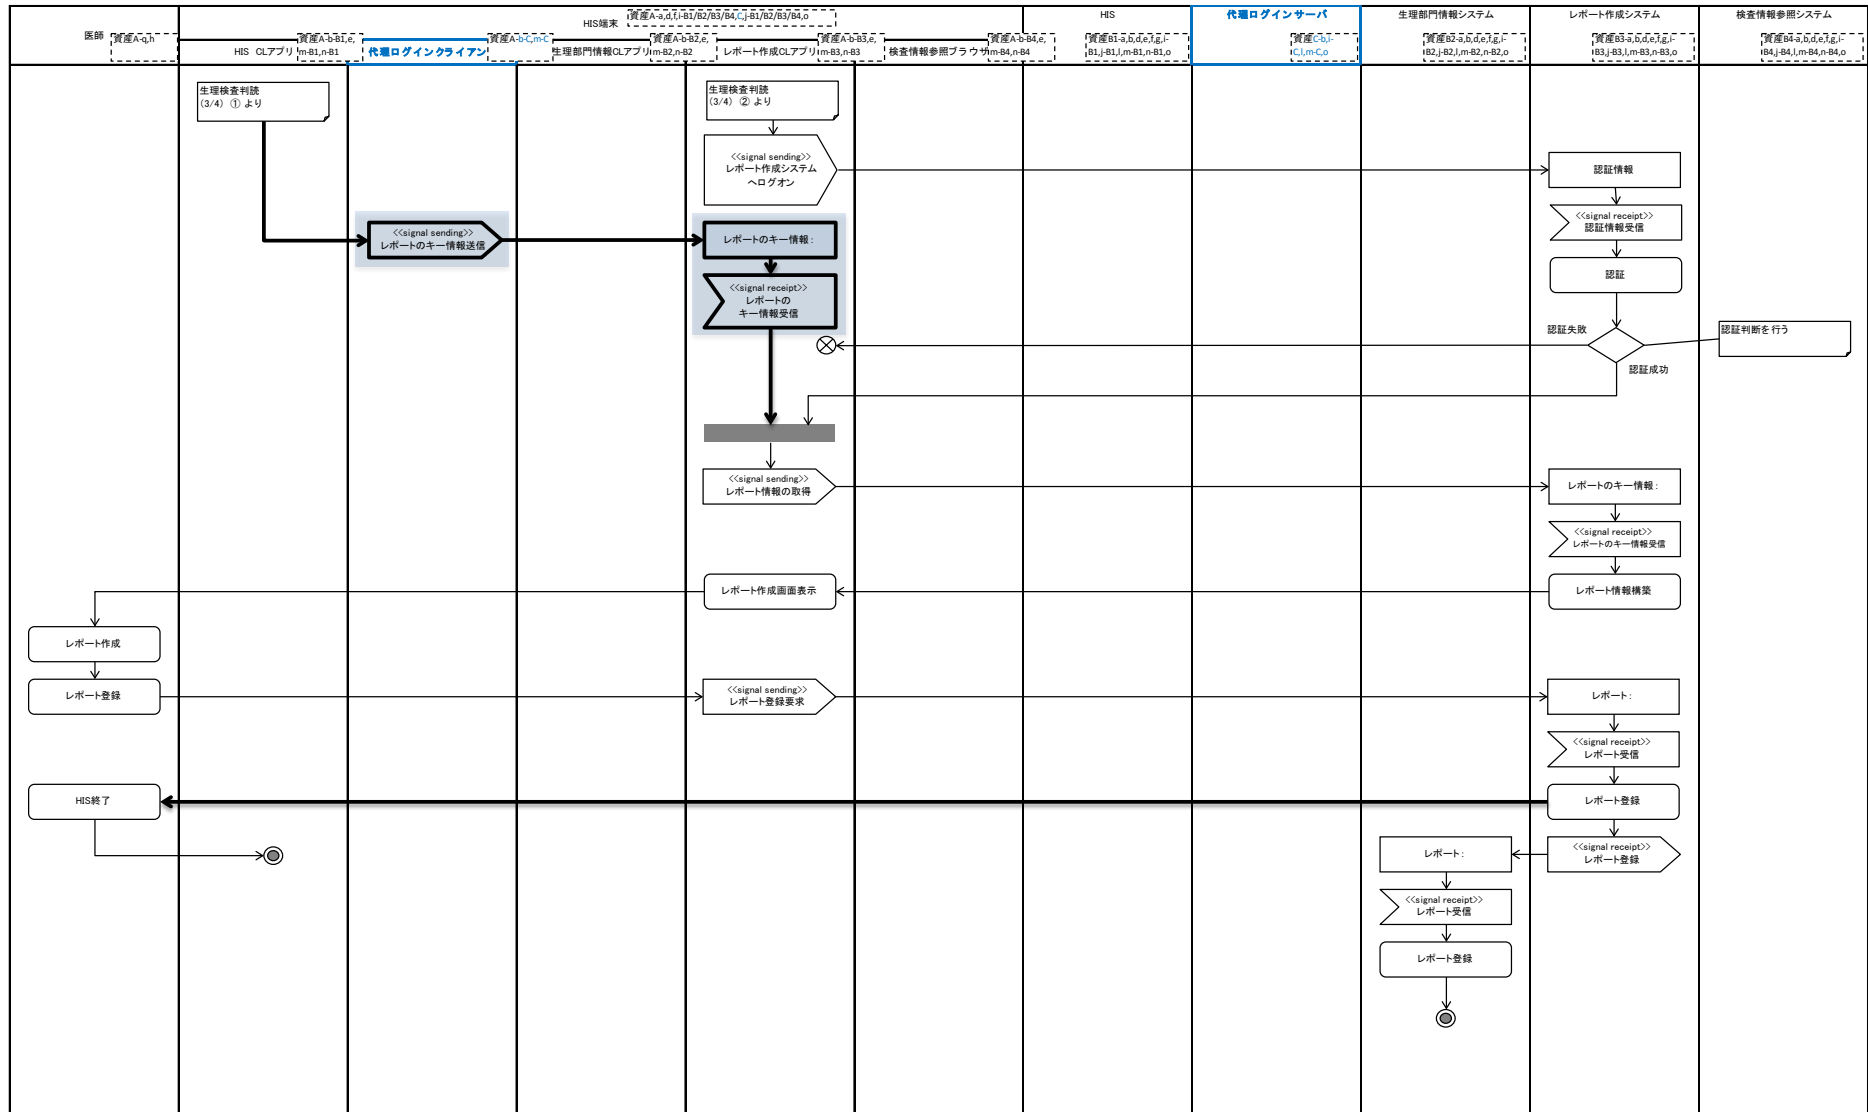 医師
資産A-q,h
HIS端末
資産A-a,d,f,i-B1/B2/B3/B4,C,j-B1/B2/B3/B4,o
HIS CLアプリ
資産A-b-B1,e,
m-B1,n-B1
代理ログインクライアン
資産A-b-C,m-C
生理部門情報CLアプリ
資産A-b-B2,e,
m-B2,n-B2
レポート作成CLアプリ
資産A-b-B3,e,
m-B3,n-B3
検査情報参照ブラウザ
資産A-b-B4,e,
m-B4,n-B4
HIS
資産B1-a,b,d,e,f,g,i-
B1,j-B1,l,m-B1,n-B1,o
代理ログインサーバ
資産C-b,i-
C,l,m-C,o
生理部門情報システム
資産B2-a,b,d,e,f,g,i-
B2,j-B2,l,m-B2,n-B2,o
レポート作成システム
資産B3-a,b,d,e,f,g,i-
B3,j-B3,l,m-B3,n-B3,o
検査情報参照システム
資産B4-a,b,d,e,f,g,i-
B4,j-B4,l,m-B4,n-B4,o
生理検査判読
(3/4) ① より
生理検査判読
(3/4) ② より
<<signal sending>>
レポート作成システム
へログオン
認証情報
<<signal receipt>>
認証情報受信
<<signal sending>>
レポートのキー情報送信
レポートのキー情報:
認証
<<signal receipt>>
レポートの
キー情報受信
認証失敗
認証判断を行う
認証成功
<<signal sending>>
レポート情報の取得
レポートのキー情報:
<<signal receipt>>
レポートのキー情報受信
レポート作成画面表示
レポート情報構築
レポート作成
レポート登録
<<signal sending>>
レポート登録要求
レポート:
<<signal receipt>>
レポート受信
HIS終了
レポート登録
<<signal receipt>>
レポート登録
レポート:
<<signal receipt>>
レポート受信
レポート登録